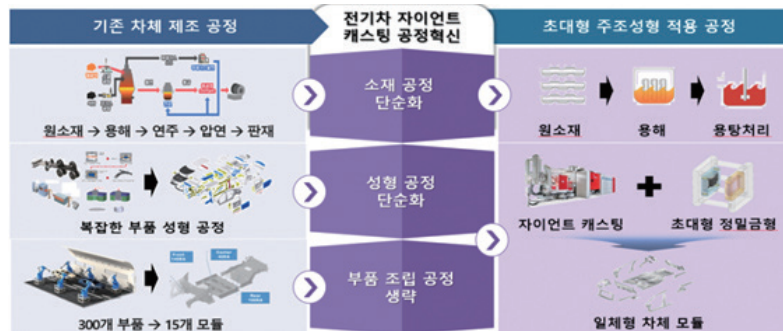 기존 차체 제조 공정
전기차 자이언트
캐스팅 공정혁신
초대형 주조성형 적용 공정
원소재 → 용해 → 연주 → 압연 → 판재
소재 공정
단순화
원소재
용해
용탕처리
복잡한 부품 성형 공정
성형 공정
단순화
자이언트 캐스팅
초대형 정밀금형
300개 부품 → 15개 모듈
부품 조립 공정
생략
일체형 차체 모듈